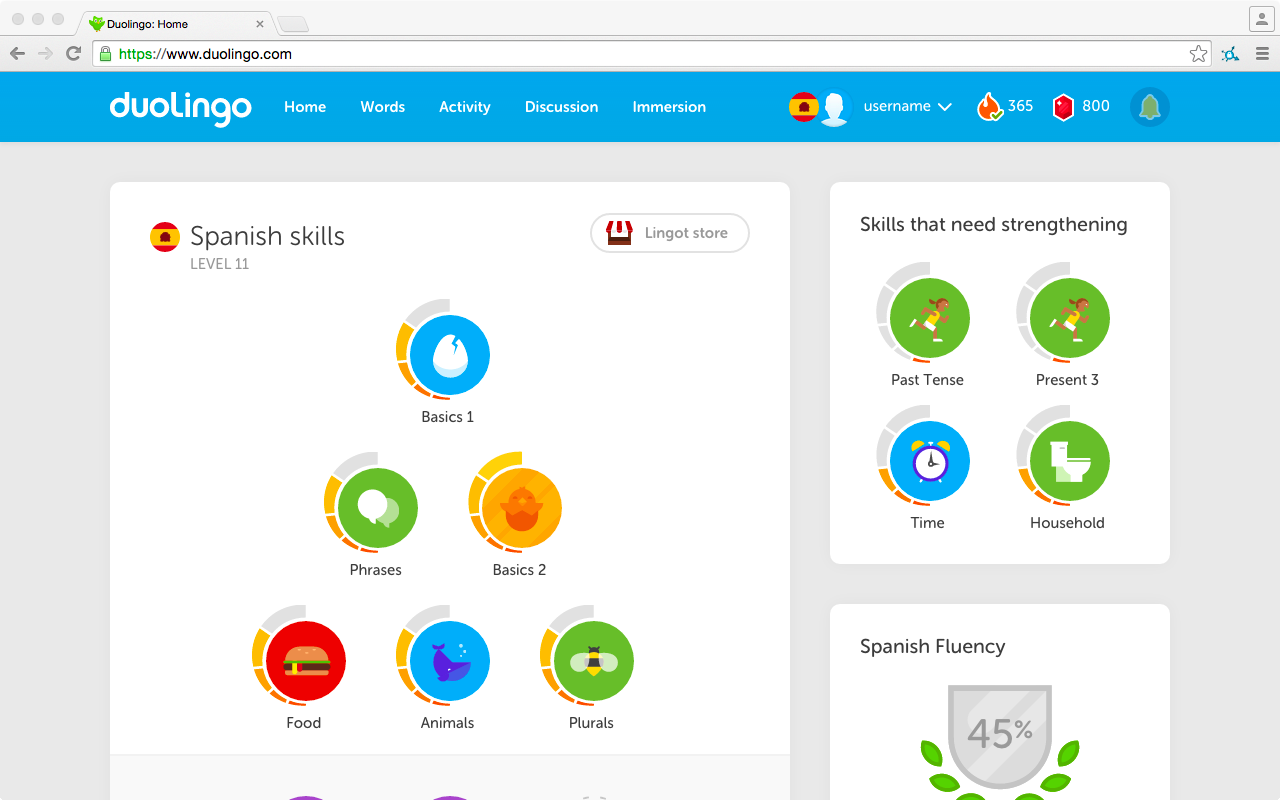 Duolingo: Home
https://www.duolingo.com
duolingo Home Words Activity Discussion Immersion username 365 800
Spanish skills
LEVEL 11
Lingot store
Basics 1
Phrases Basics 2
Food Animals Plurals
Skills that need strengthening
Past Tense Present 3
Time Household
Spanish Fluency
45%